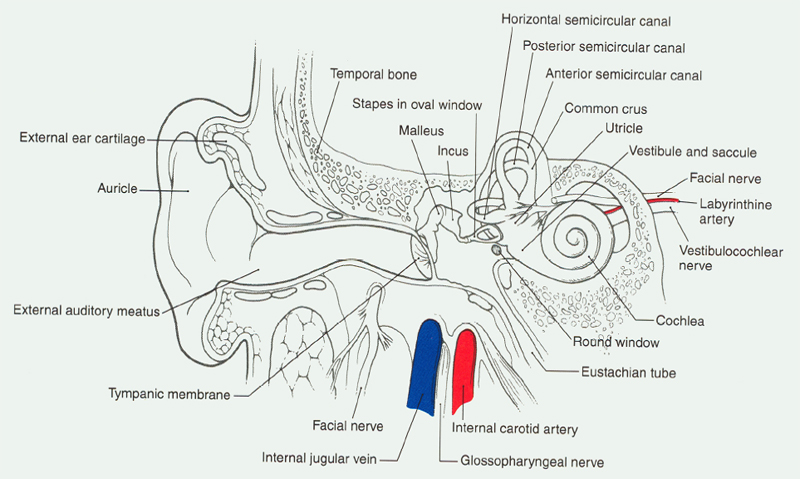 Horizontal semicircular canal
Posterior semicircular canal
Temporal bone
Anterior semicircular canal
Stapes in oval window
Common crus
Malleus
Utricle
External ear cartilage
Incus
Vestibule and saccule
Facial nerve
Auricle
Labyrinthine
artery
Vestibulocochlear
nerve
External auditory meatus
Cochlea
Round window
Eustachian tube
Tympanic membrane
Facial nerve
Internal carotid artery
Internal jugular vein
Glossopharyngeal nerve